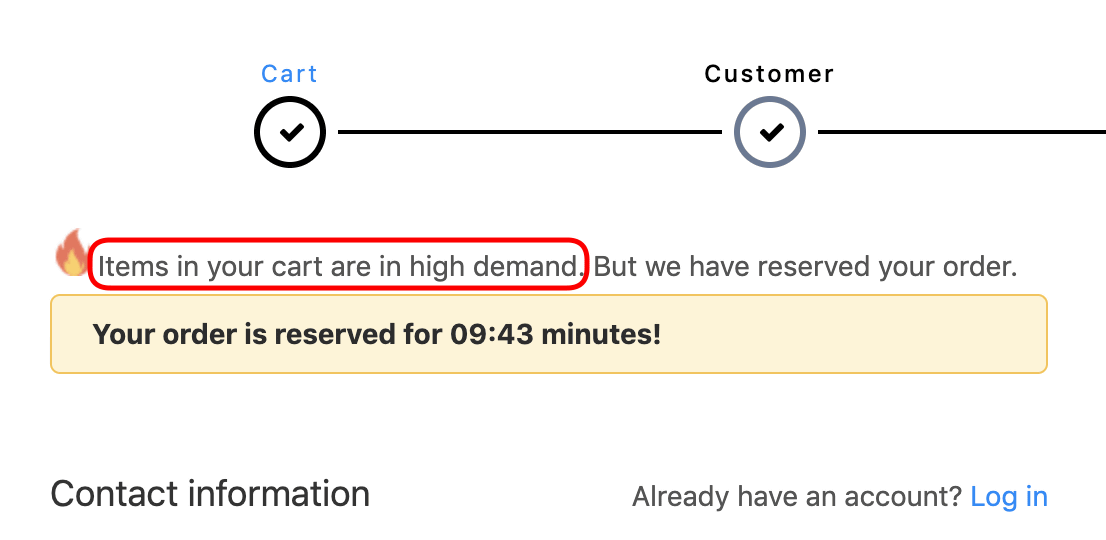 Cart
Customer
Items in your cart are in high demand. But we have reserved your order.
Your order is reserved for 09:43 minutes!
Contact information
Already have an account? Log in